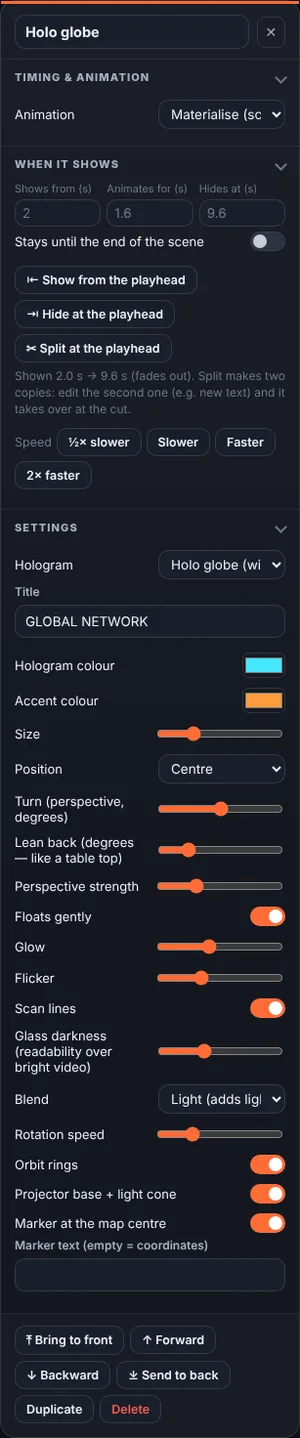 Holo globe ✕
TIMING & ANIMATION
Animation Materialise (sc
WHEN IT SHOWS
Shows from (s) Animates for (s) Hides at (s)
2 1.6 9.6
Stays until the end of the scene
⇤ Show from the playhead
⇥ Hide at the playhead
✂ Split at the playhead
Shown 2.0 s → 9.6 s (fades out). Split makes two
copies: edit the second one (e.g. new text) and it
takes over at the cut.
Speed ½× slower Slower Faster
2× faster
SETTINGS
Hologram Holo globe (wi
Title
GLOBAL NETWORK
Hologram colour
Accent colour
Size
Position Centre
Turn (perspective,
degrees)
Lean back (degrees
— like a table top)
Perspective strength
Floats gently
Glow
Flicker
Scan lines
Glass darkness
(readability over
bright video)
Blend Light (adds ligl
Rotation speed
Orbit rings
Projector base + light cone
Marker at the map centre
Marker text (empty = coordinates)
⤒ Bring to front ↑ Forward
↓ Backward ⤓ Send to back
Duplicate Delete